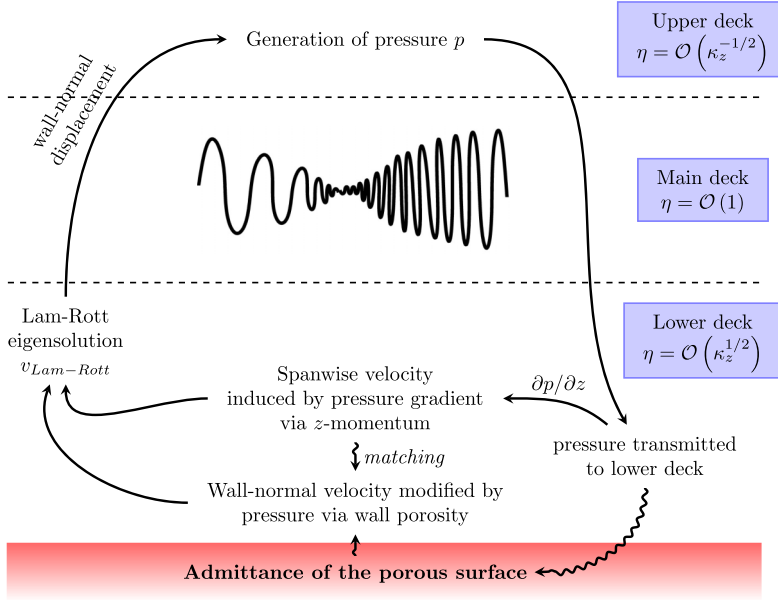 Upper deck
η = 𝒪(κ_z^{-1/2})
Generation of pressure p
wall-normal
displacement
Main deck
η = 𝒪(1)
Lower deck
η = 𝒪(κ_z^{1/2})
Lam-Rott
eigensolution
v_{Lam−Rott}
Spanwise velocity
induced by pressure gradient
via z-momentum
∂p/∂z
pressure transmitted
to lower deck
matching
Wall-normal velocity modified by
pressure via wall porosity
Admittance of the porous surface